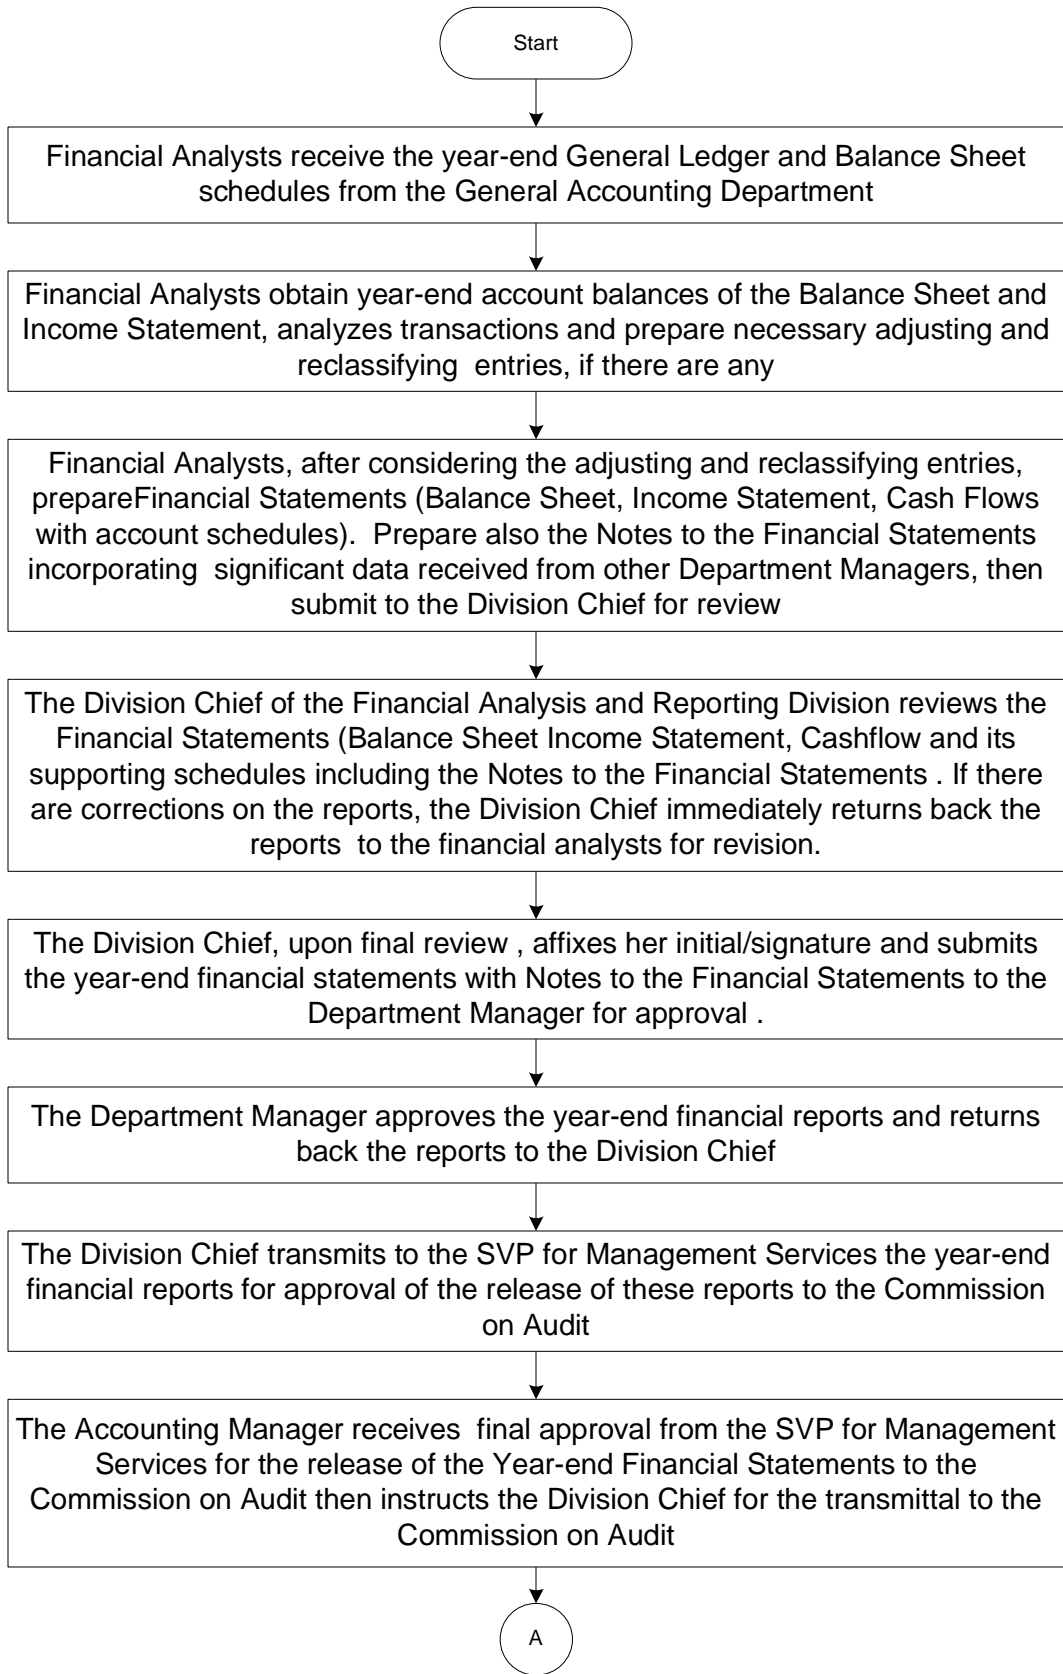 Start
Financial Analysts receive the year-end General Ledger and Balance Sheet
schedules from the General Accounting Department
Financial Analysts obtain year-end account balances of the Balance Sheet and
Income Statement, analyzes transactions and prepare necessary adjusting and
reclassifying  entries, if there are any
Financial Analysts, after considering the adjusting and reclassifying entries,
prepareFinancial Statements (Balance Sheet, Income Statement, Cash Flows
with account schedules).  Prepare also the Notes to the Financial Statements
incorporating  significant data received from other Department Managers, then
submit to the Division Chief for review
The Division Chief of the Financial Analysis and Reporting Division reviews the
Financial Statements (Balance Sheet Income Statement, Cashflow and its
supporting schedules including the Notes to the Financial Statements . If there
are corrections on the reports, the Division Chief immediately returns back the
reports  to the financial analysts for revision.
The Division Chief, upon final review , affixes her initial/signature and submits
the year-end financial statements with Notes to the Financial Statements to the
Department Manager for approval .
The Department Manager approves the year-end financial reports and returns
back the reports to the Division Chief
The Division Chief transmits to the SVP for Management Services the year-end
financial reports for approval of the release of these reports to the Commission
on Audit
The Accounting Manager receives  final approval from the SVP for Management
Services for the release of the Year-end Financial Statements to the
Commission on Audit then instructs the Division Chief for the transmittal to the
Commission on Audit
A